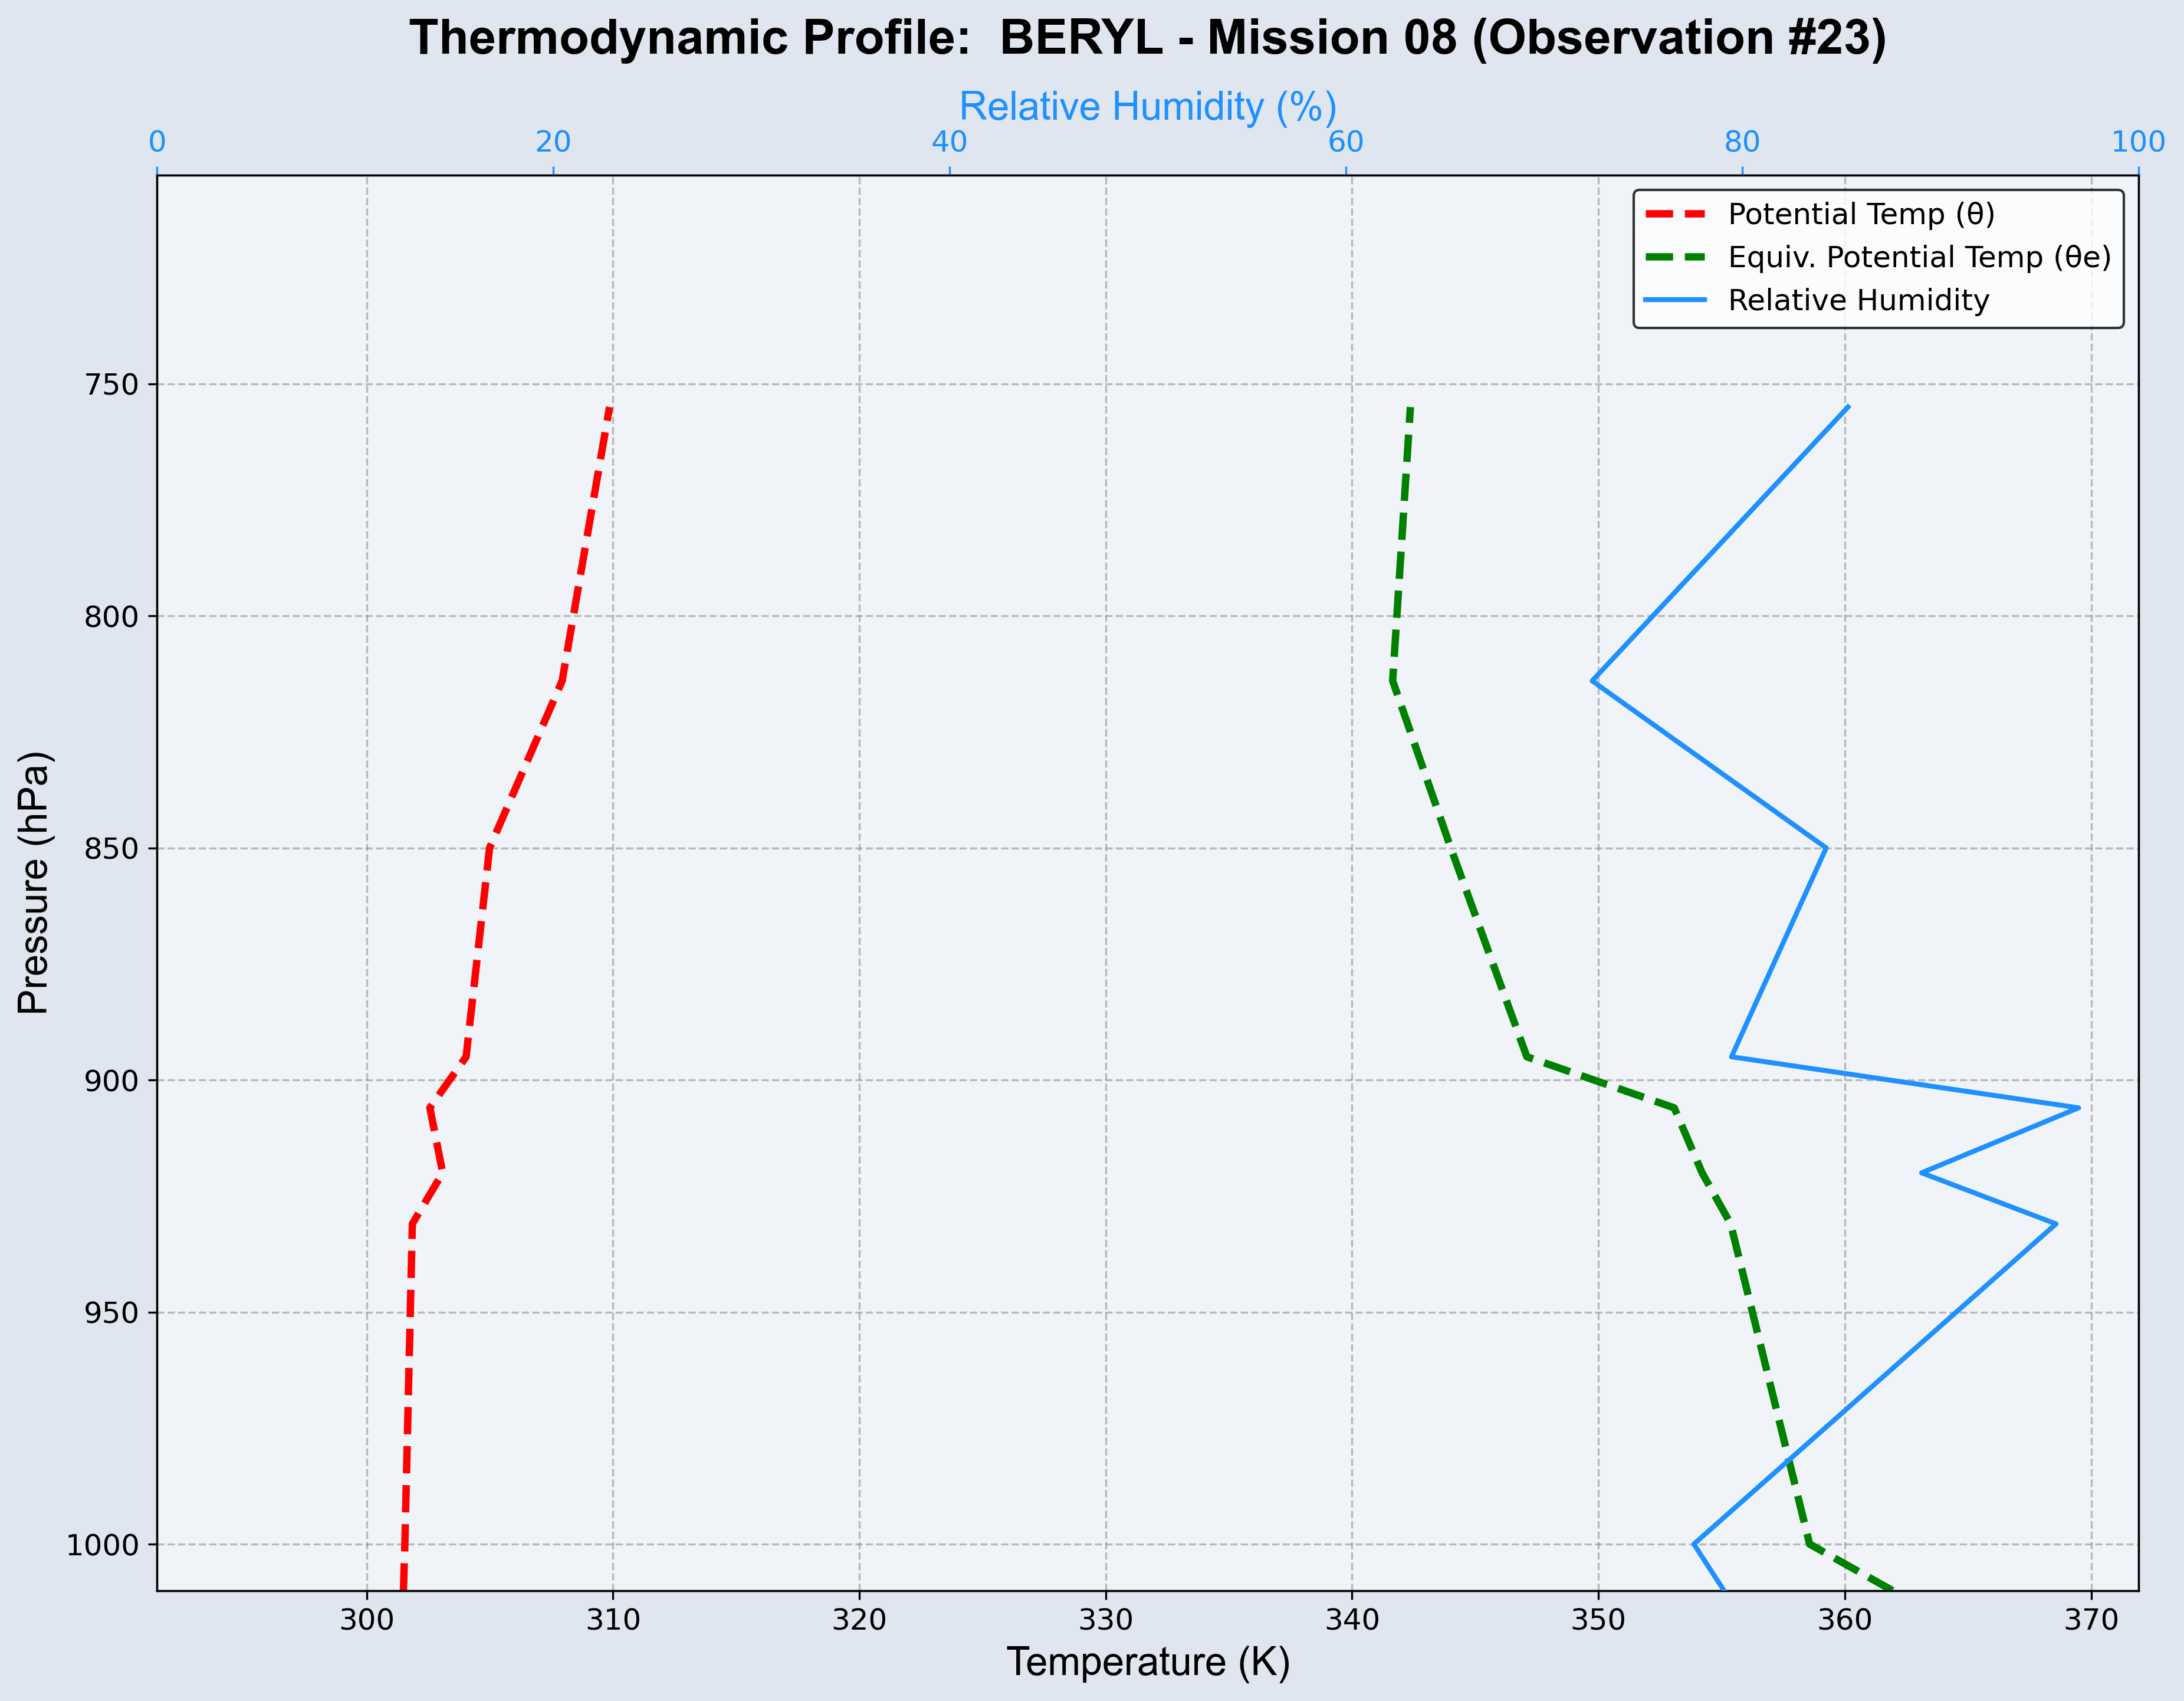 Thermodynamic Profile:  BERYL - Mission 08 (Observation #23)
Relative Humidity (%)
0 20 40 60 80 100
Potential Temp (θ)
Equiv. Potential Temp (θe)
Relative Humidity
Pressure (hPa)
750
800
850
900
950
1000
300 310 320 330 340 350 360 370
Temperature (K)